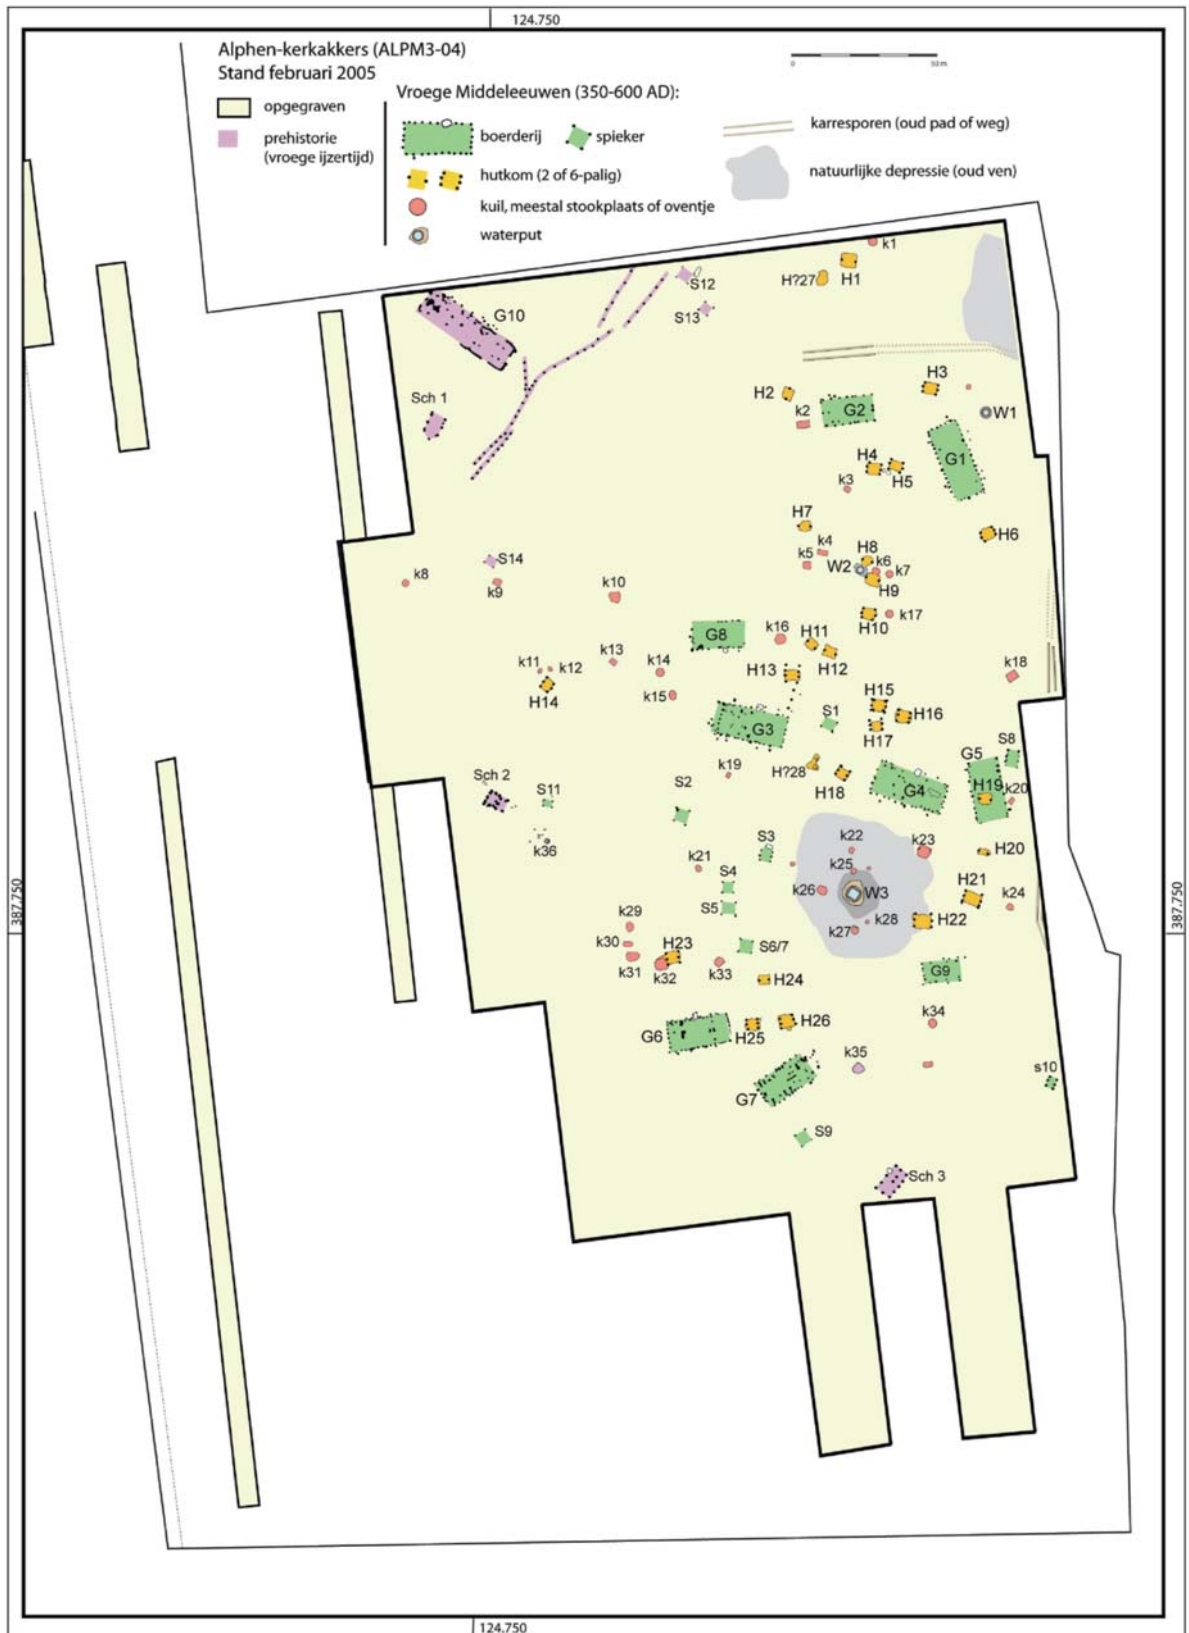 124.750
Alphen-kerkakkers (ALPM3-04)
Stand februari 2005
opgegraven
prehistorie
(vroege ijzertijd)
Vroege Middeleeuwen (350-600 AD):
boerderij
spieker
hutkom (2 of 6-palig)
kuil, meestal stookplaats of oventje
waterput
0
50 m.
karresporen (oud pad of weg)
natuurlijke depressie (oud ven)
k1
H1
H?27
S12
S13
G10
Sch 1
H3
H2
k2
G2
W1
G1
H4
H5
k3
H7
H6
k4
k5
H8
W2
k6
k7
H9
S14
k8
k9
k10
H10
k17
G8
k16
H11
H12
k13
k14
k11
k12
H13
H14
k15
k18
H15
H16
H17
S1
G3
S8
G5
k19
H?28
H18
G4
H19
k20
Sch 2
S11
S2
k36
S3
k22
k23
H20
k21
k25
S4
k26
W3
H21
k24
S5
k28
k27
H22
k29
k30
k31
H23
k32
k33
S6/7
H24
G9
G6
H25
H26
k34
k35
G7
s10
S9
Sch 3
387.750
387.750
124.750